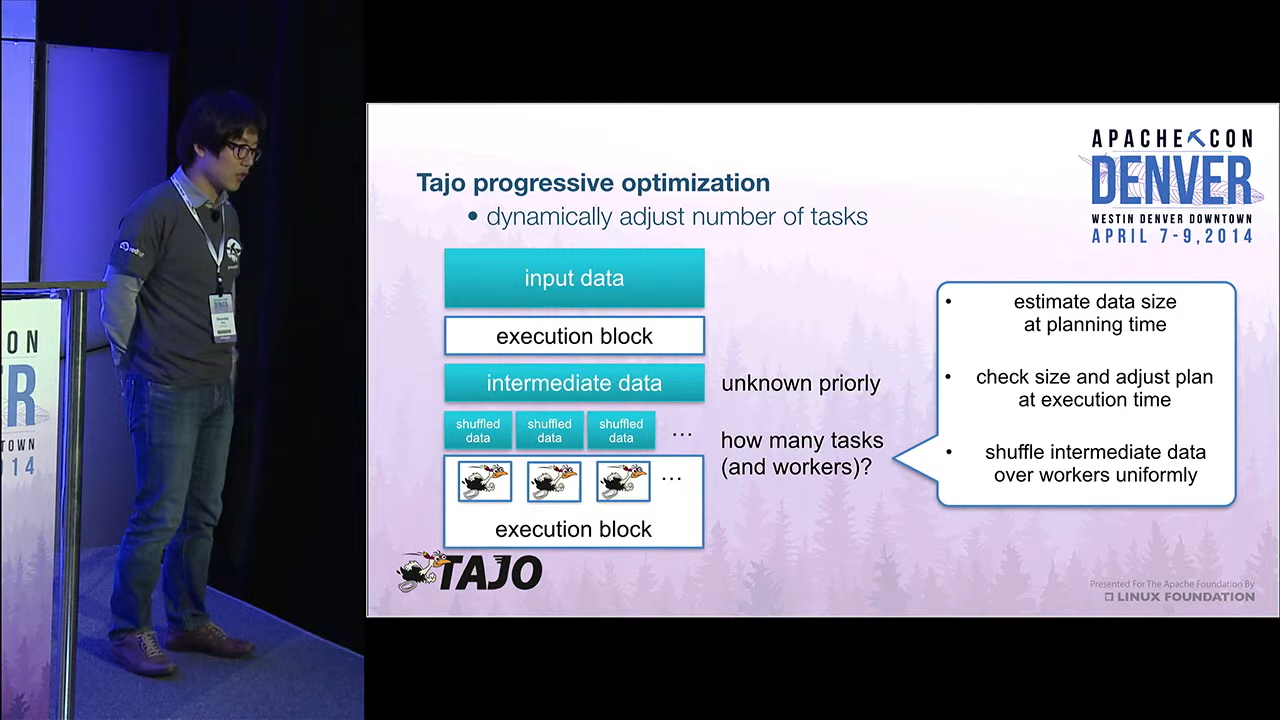 APACHE CON
DENVER
WESTIN DENVER DOWNTOWN
APRIL 7-9, 2014
Tajo progressive optimization
• dynamically adjust number of tasks
input data
execution block
intermediate data
unknown priorly
shuffled data
shuffled data
shuffled data
...
how many tasks
(and workers)?
...
execution block
• estimate data size
at planning time
• check size and adjust plan
at execution time
• shuffle intermediate data
over workers uniformly
TAJO
Presented For The Apache Foundation By
LINUX FOUNDATION
ON
R
NTOWN
014